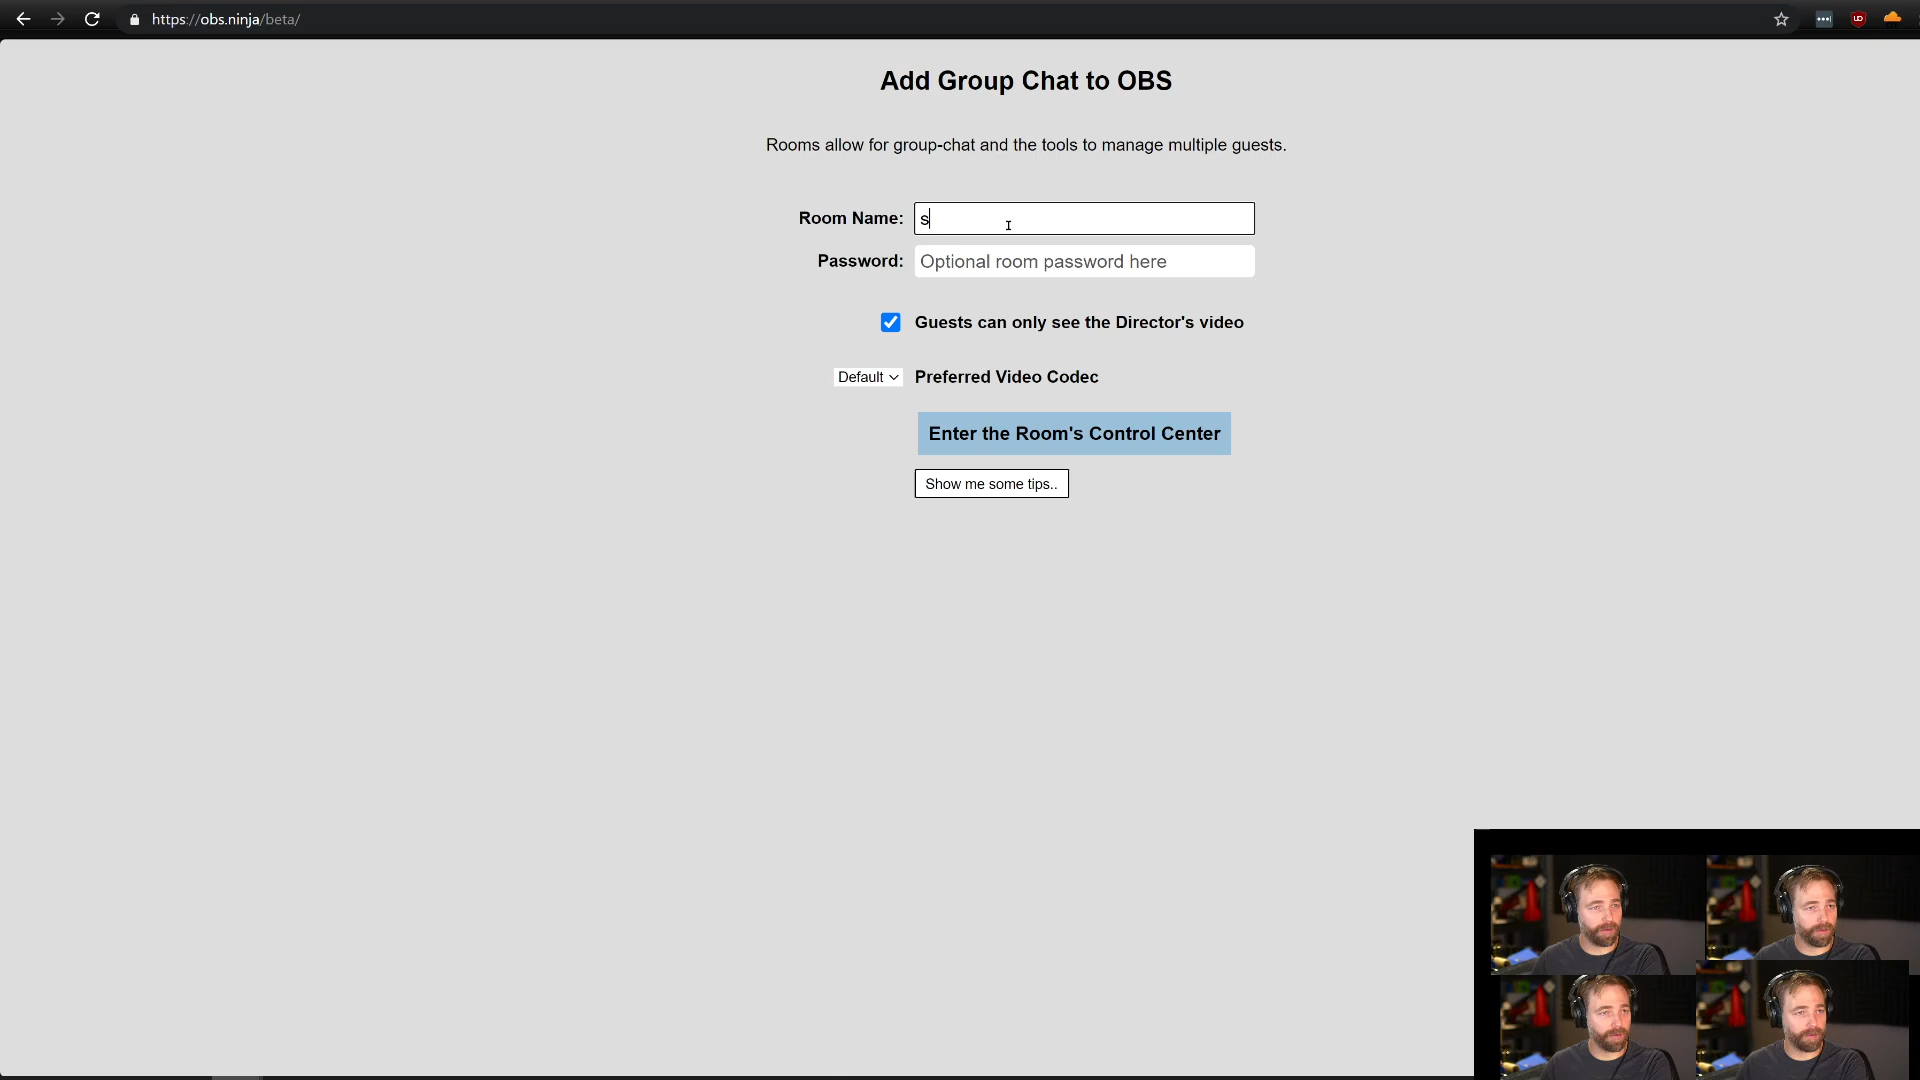 https://obs.ninja/beta/
Add Group Chat to OBS
Rooms allow for group-chat and the tools to manage multiple guests.
Room Name: s
Password: Optional room password here
Guests can only see the Director's video
Default Preferred Video Codec
Enter the Room's Control Center
Show me some tips..